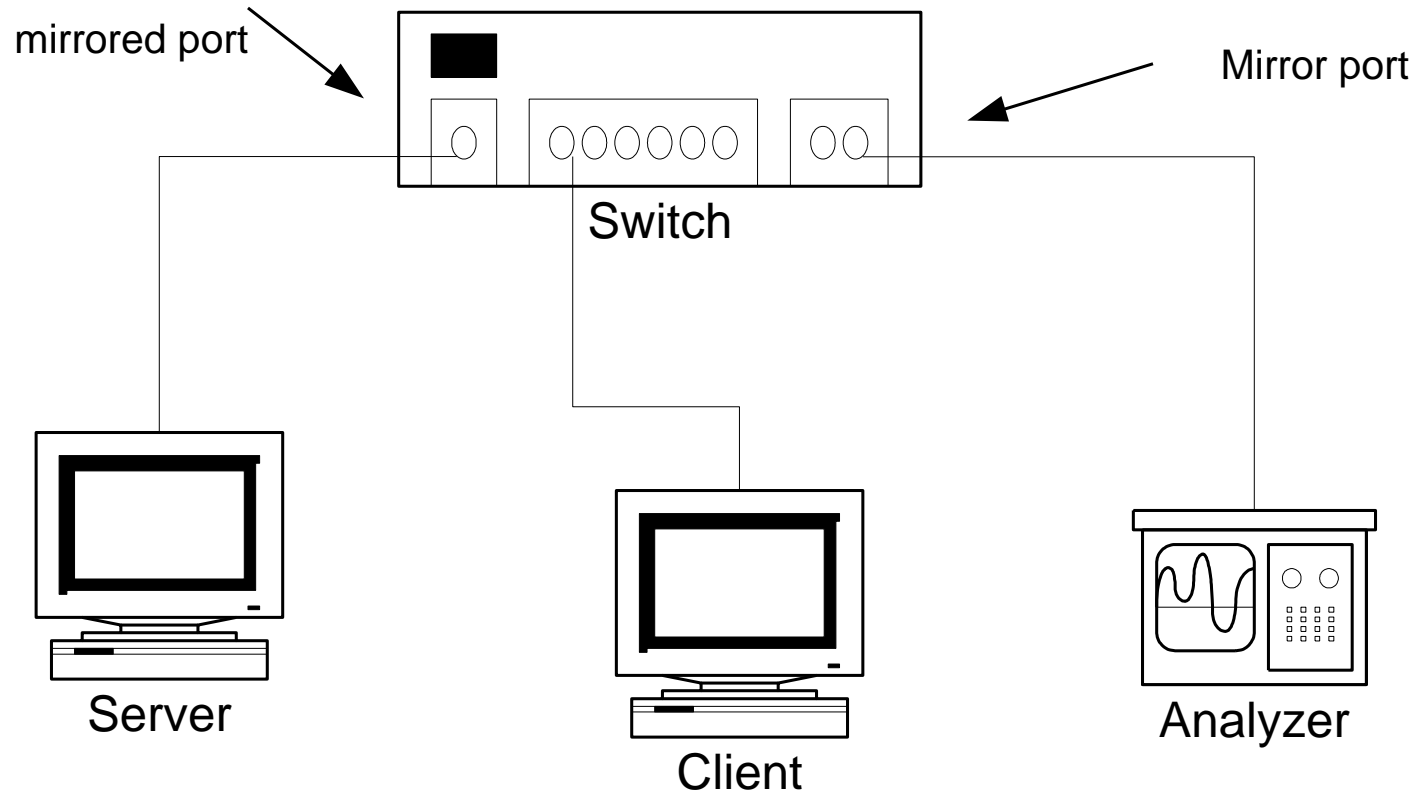 mirrored port
Mirror port
Switch
Server
Client
Analyzer